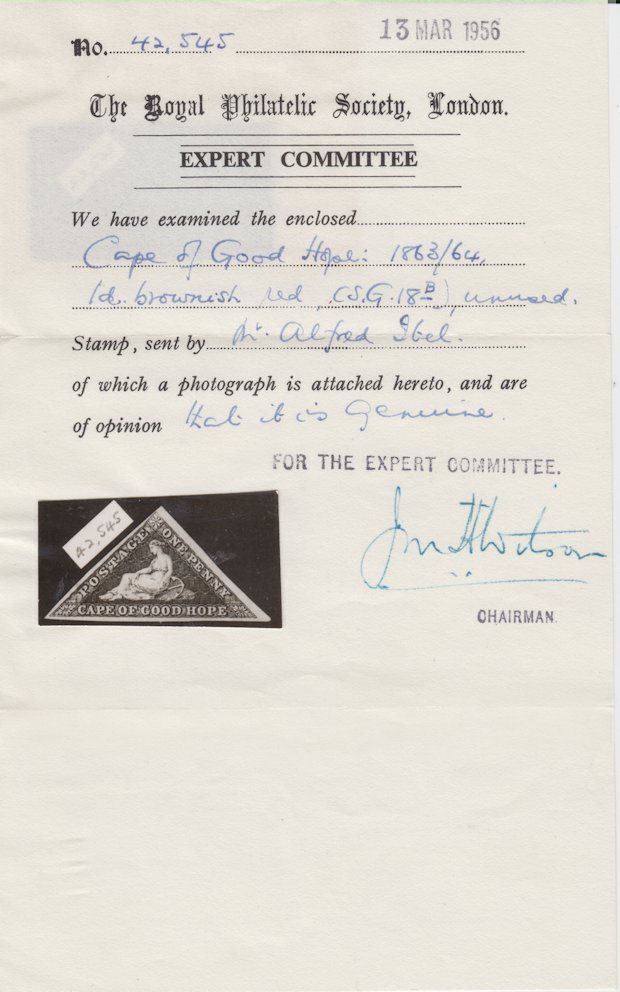 No. 42,545
13 MAR 1956
The Royal Philatelic Society, London.
EXPERT COMMITTEE
We have examined the enclosed
Cape of Good Hope: 1863/64,
1d. brownish red, (S.G. 18B), unused.
Stamp, sent by Mr. Alfred Ibel.
of which a photograph is attached hereto, and are
of opinion that it is Genuine.
FOR THE EXPERT COMMITTEE.
42,545
POSTAGE ONE PENNY
CAPE OF GOOD HOPE
CHAIRMAN